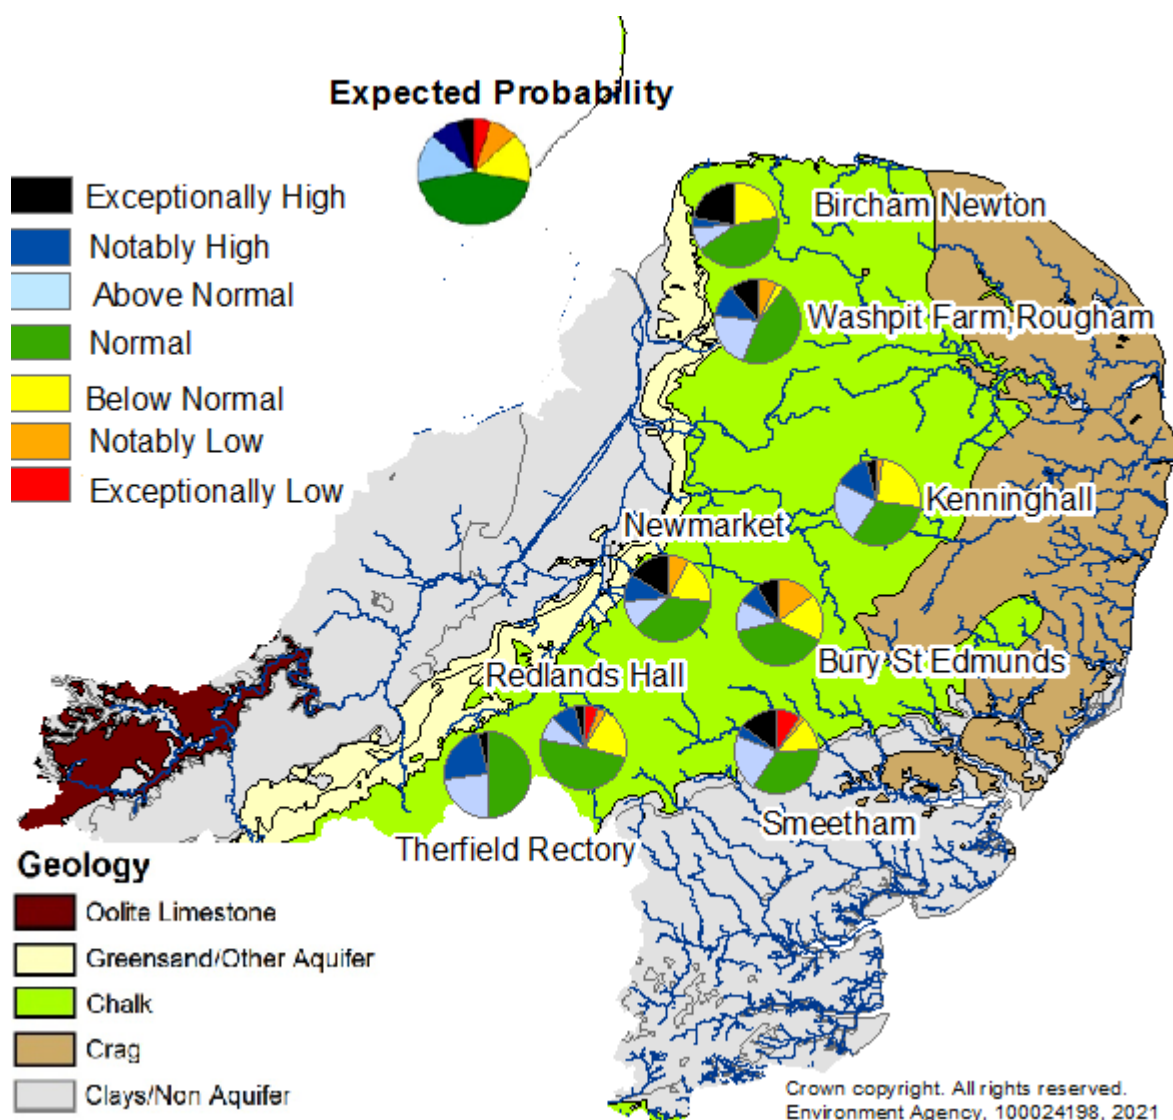 Expected Probability
Exceptionally High
Notably High
Above Normal
Normal
Below Normal
Notably Low
Exceptionally Low
Bircham Newton
Washpit Farm,Rougham
Kenninghall
Newmarket
Bury St Edmunds
Redlands Hall
Smeetham
Therfield Rectory
Geology
Oolite Limestone
Greensand/Other Aquifer
Chalk
Crag
Clays/Non Aquifer
Crown copyright. All rights reserved.
Environment Agency, 100024198, 2021